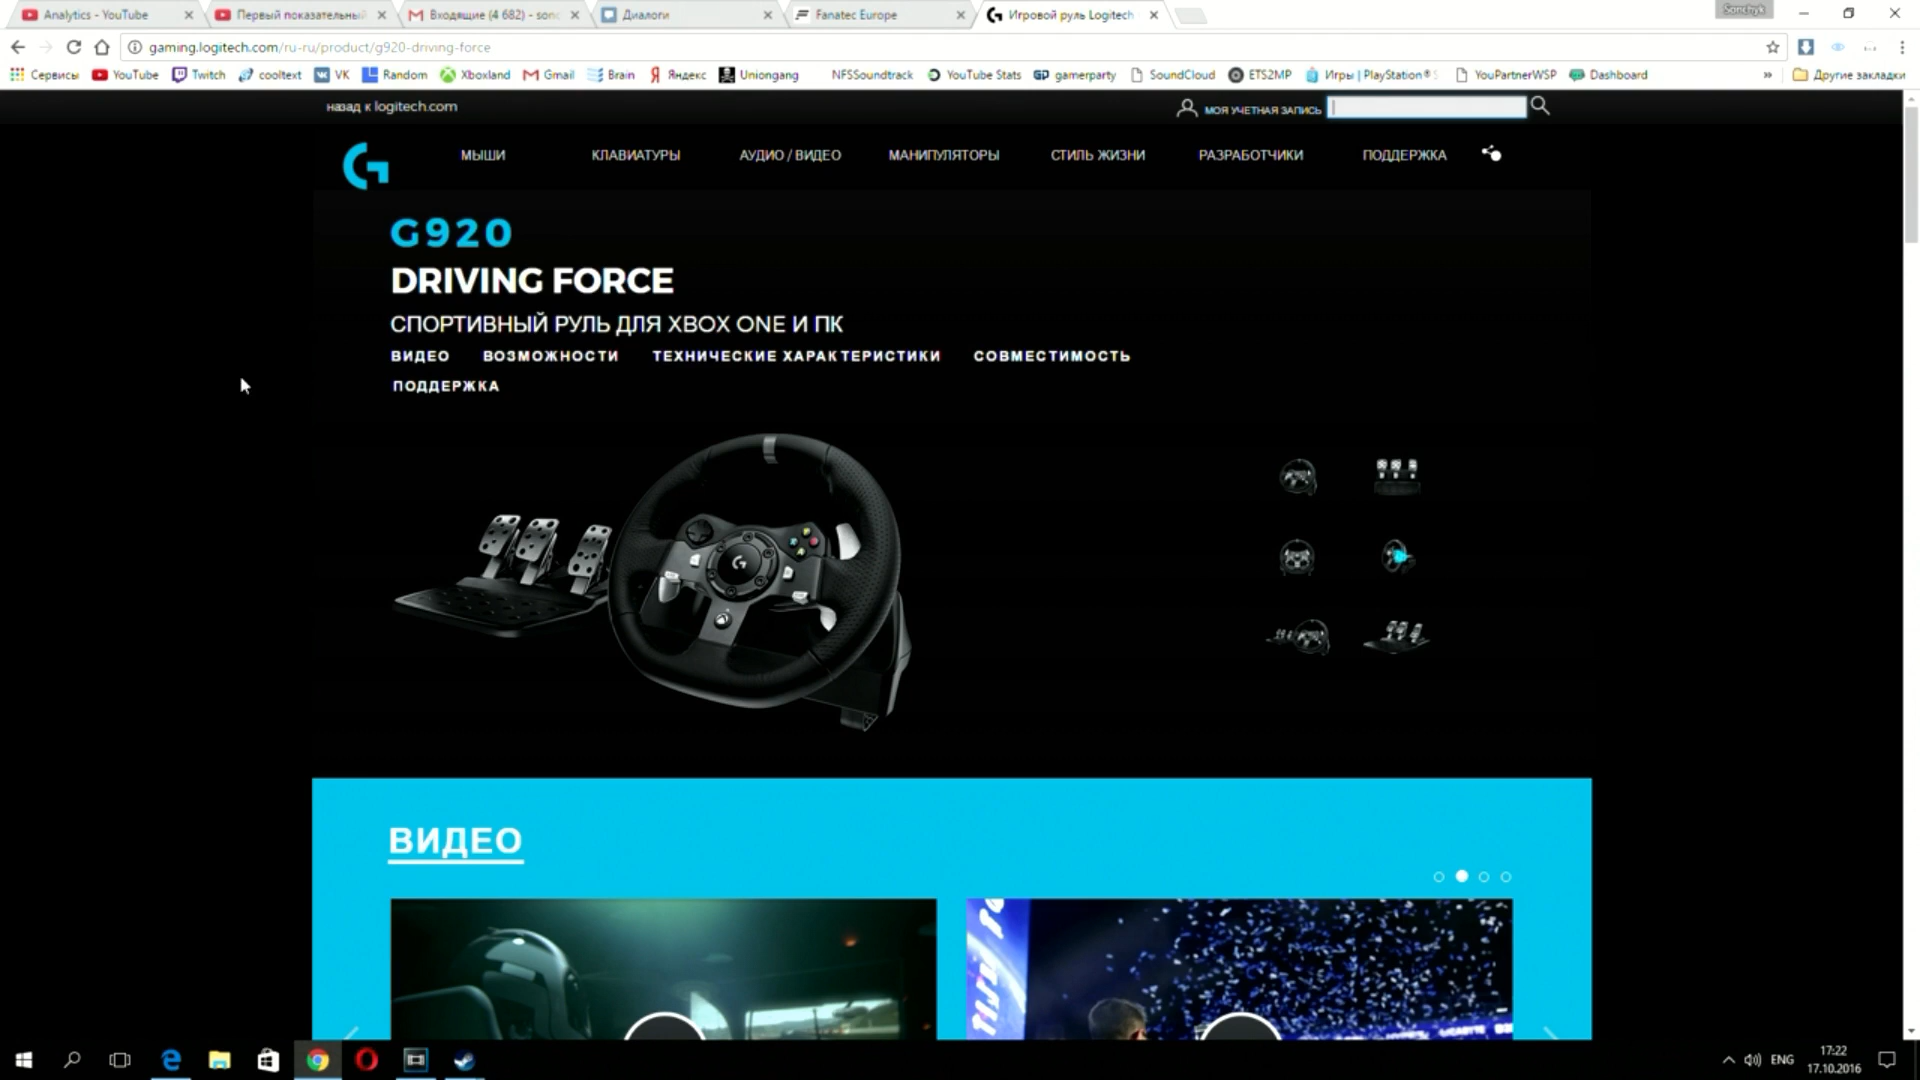 Analytics - YouTube
Первый показательный
Входящие (4 682) - sonc
Диалоги
Fanatec Europe
Игровой руль Logitech
Sonchyk
gaming.logitech.com/ru-ru/product/g920-driving-force
Сервисы
YouTube
Twitch
cooltext
VK
Random
Xboxland
Gmail
Brain
Яндекс
Uniongang
NFSSoundtrack
YouTube Stats
gamerparty
SoundCloud
ETS2MP
Игры | PlayStation®
YouPartnerWSP
Dashboard
»
Другие закладки
назад к logitech.com
МОЯ УЧЕТНАЯ ЗАПИСЬ
МЫШИ
КЛАВИАТУРЫ
АУДИО / ВИДЕО
МАНИПУЛЯТОРЫ
СТИЛЬ ЖИЗНИ
РАЗРАБОТЧИКИ
ПОДДЕРЖКА
G920
DRIVING FORCE
СПОРТИВНЫЙ РУЛЬ ДЛЯ XBOX ONE И ПК
ВИДЕО ВОЗМОЖНОСТИ ТЕХНИЧЕСКИЕ ХАРАКТЕРИСТИКИ СОВМЕСТИМОСТЬ
ПОДДЕРЖКА
ВИДЕО
ENG
17:22
17.10.2016